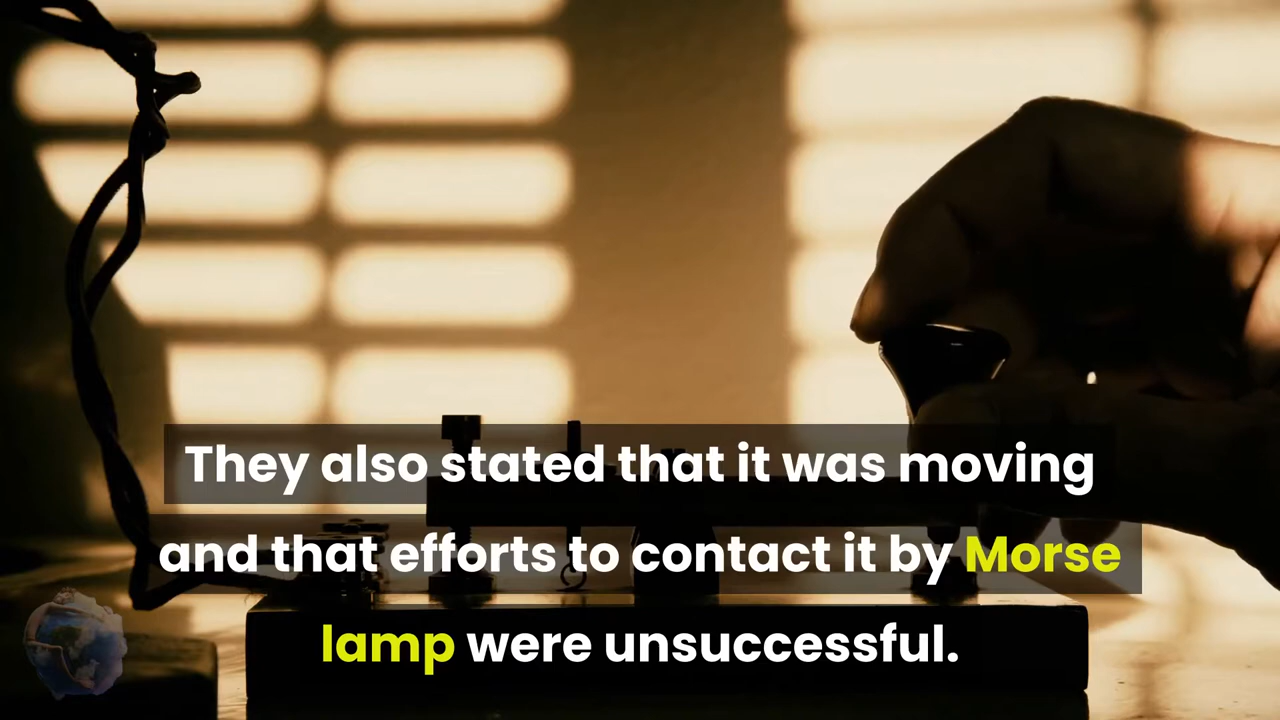 They also stated that it was moving
and that efforts to contact it by Morse
lamp were unsuccessful.